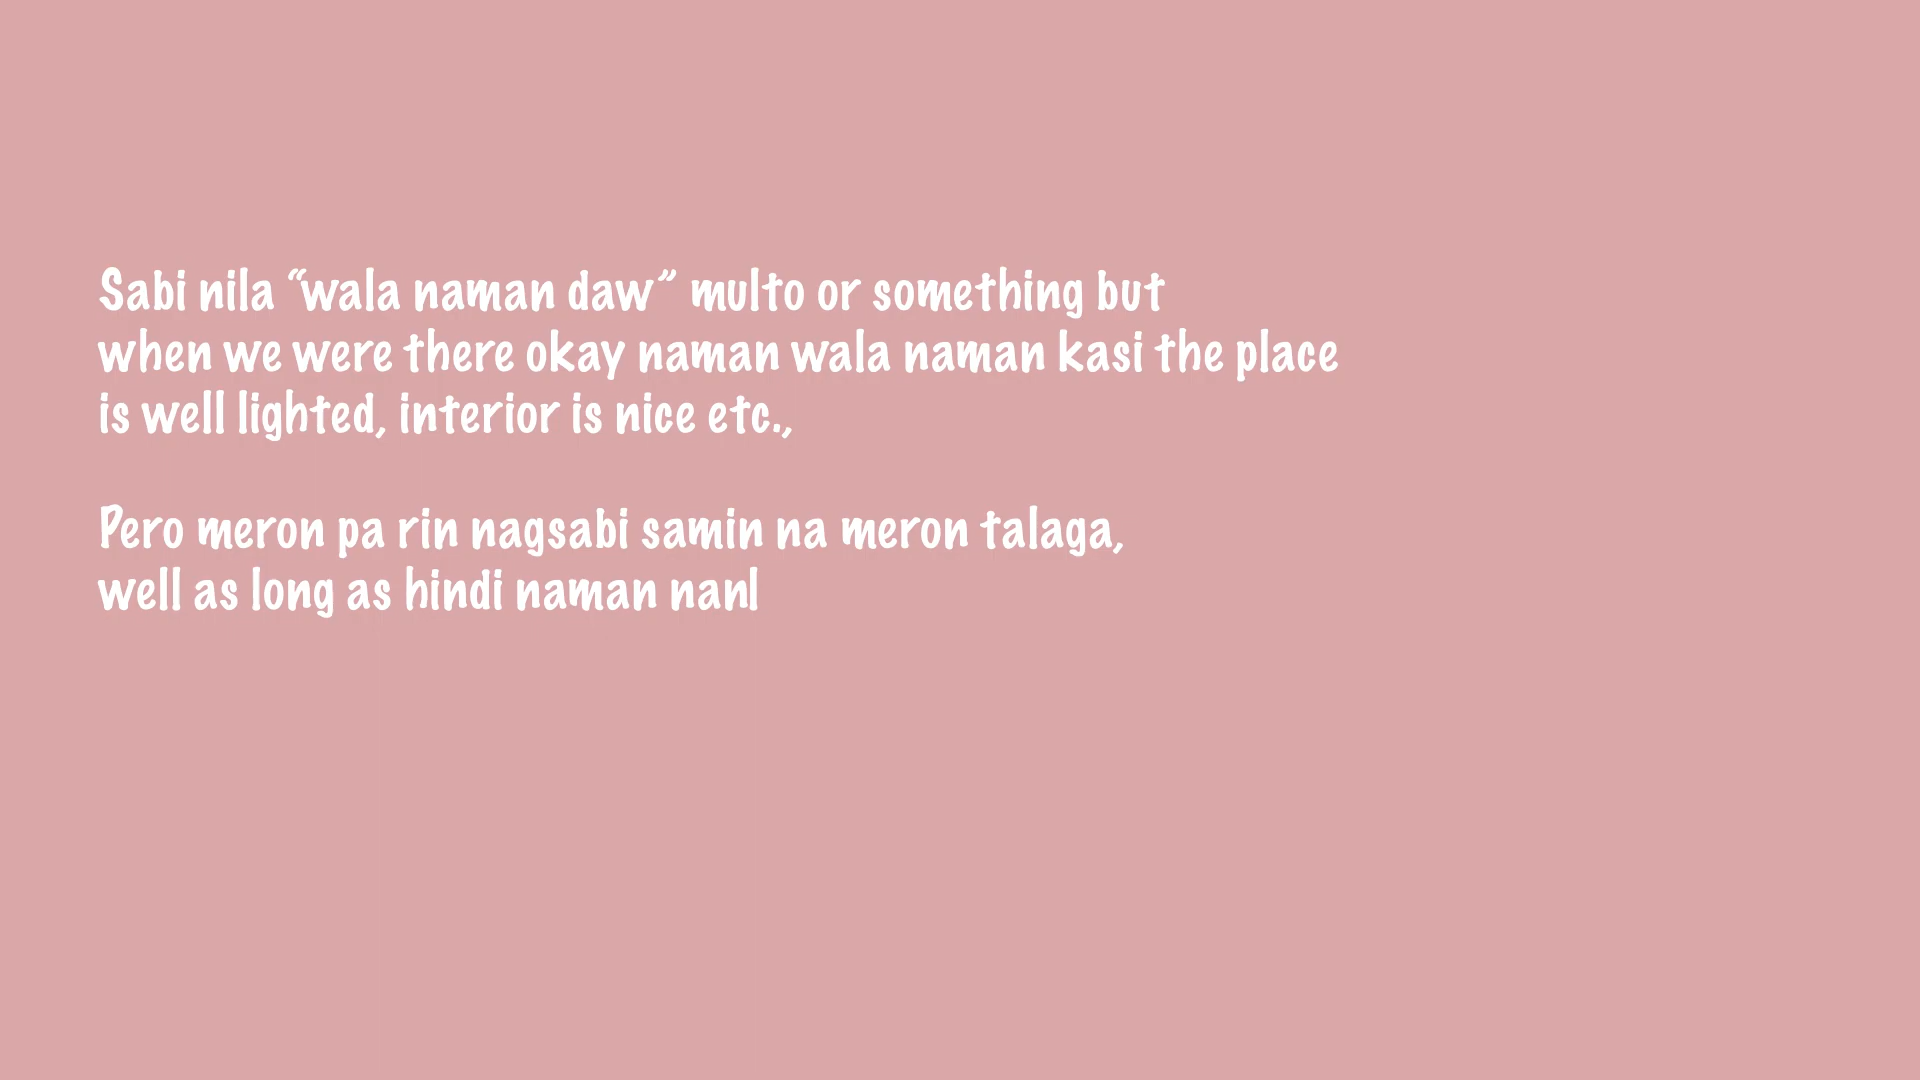 Sabi nila “wala naman daw” multo or something but
when we were there okay naman wala naman kasi the place
is well lighted, interior is nice etc.,
Pero meron pa rin nagsabi samin na meron talaga,
well as long as hindi naman nanl